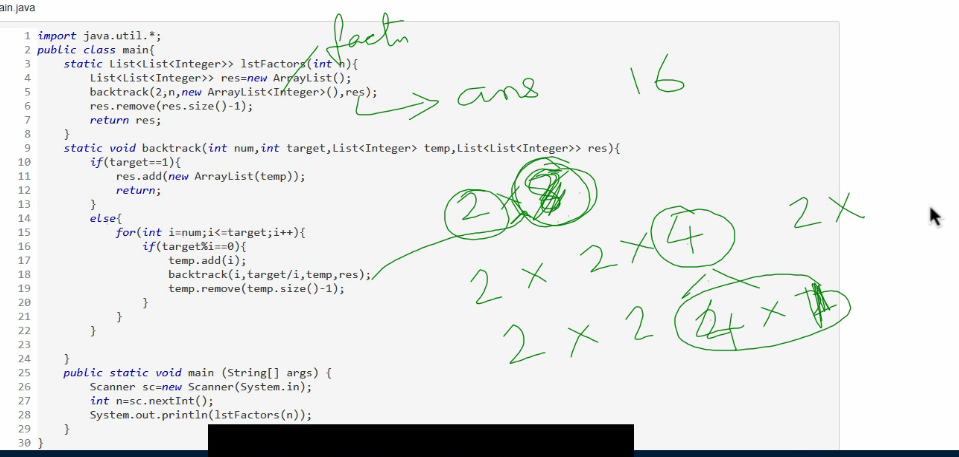 ain.java
1 import java.util.*;
2 public class main{
3 static List<List<Integer>> lstFactors(int n){
4 List<List<Integer>> res=new ArrayList();
5 backtrack(2,n,new ArrayList<Integer>(),res);
6 res.remove(res.size()-1);
7 return res;
8 }
9 static void backtrack(int num,int target,List<Integer> temp,List<List<Integer>> res){
10 if(target==1){
11 res.add(new ArrayList(temp));
12 return;
13 }
14 else{
15 for(int i=num;i<=target;i++){
16 if(target%i==0){
17 temp.add(i);
18 backtrack(i,target/i,temp,res);
19 temp.remove(temp.size()-1);
20 }
21 }
22 }
23
24 }
25 public static void main (String[] args) {
26 Scanner sc=new Scanner(System.in);
27 int n=sc.nextInt();
28 System.out.println(lstFactors(n));
29 }
30 }
factn
ans
16
2 x
2 x
2 x 2 x 4
2 x 2